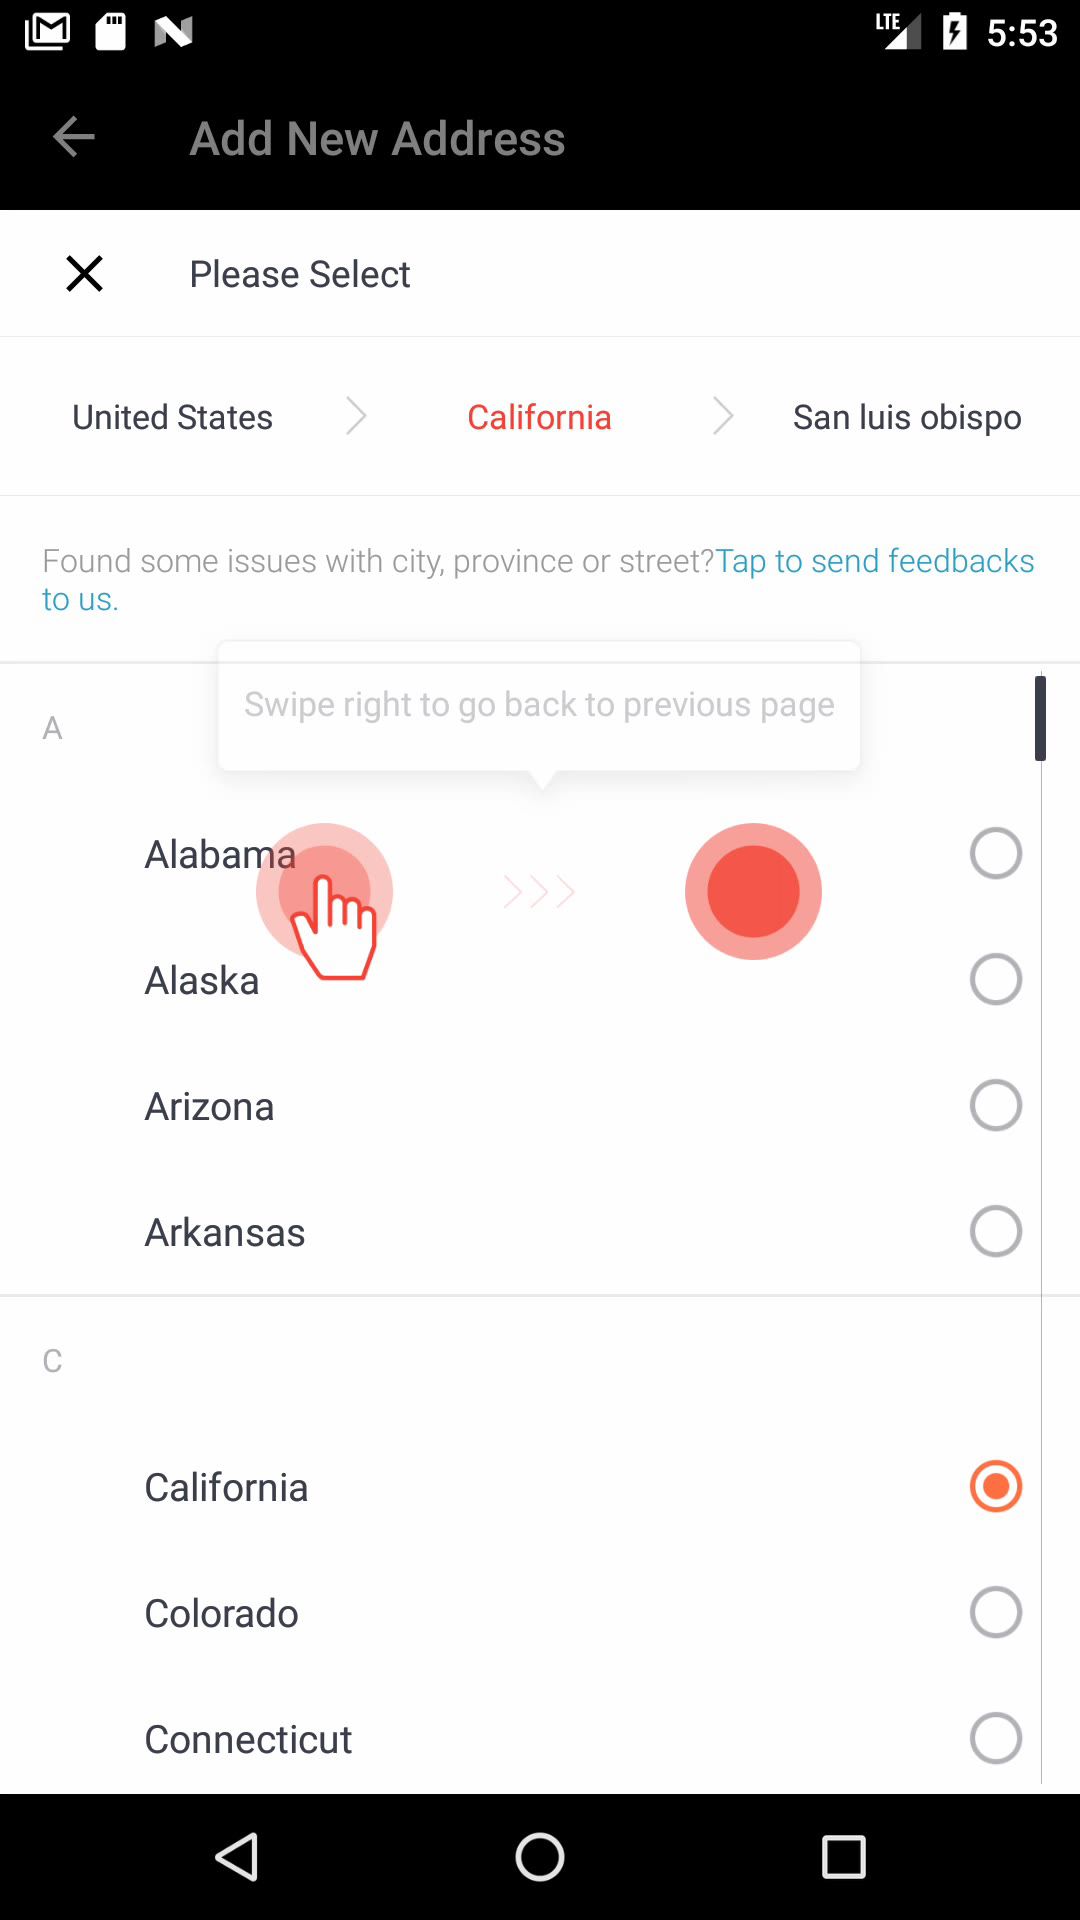 LTE 5:53
Add New Address
Please Select
United States California San luis obispo
Found some issues with city, province or street?Tap to send feedbacks
to us.
Swipe right to go back to previous page
A
Alabama
Alaska
Arizona
Arkansas
C
California
Colorado
Connecticut